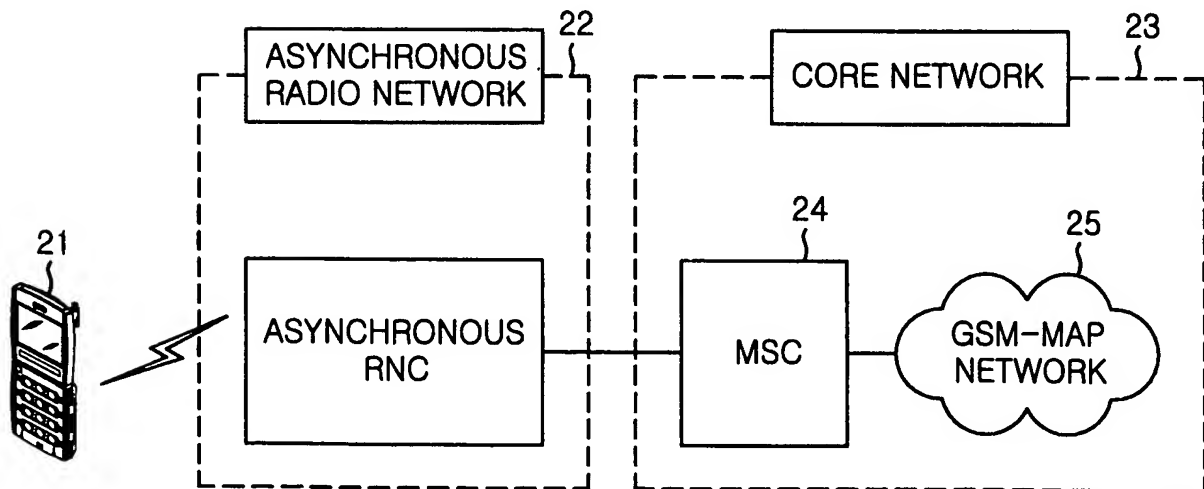 ASYNCHRONOUS
RADIO NETWORK
22
CORE NETWORK
23
21
ASYNCHRONOUS
RNC
24
MSC
25
GSM-MAP
NETWORK